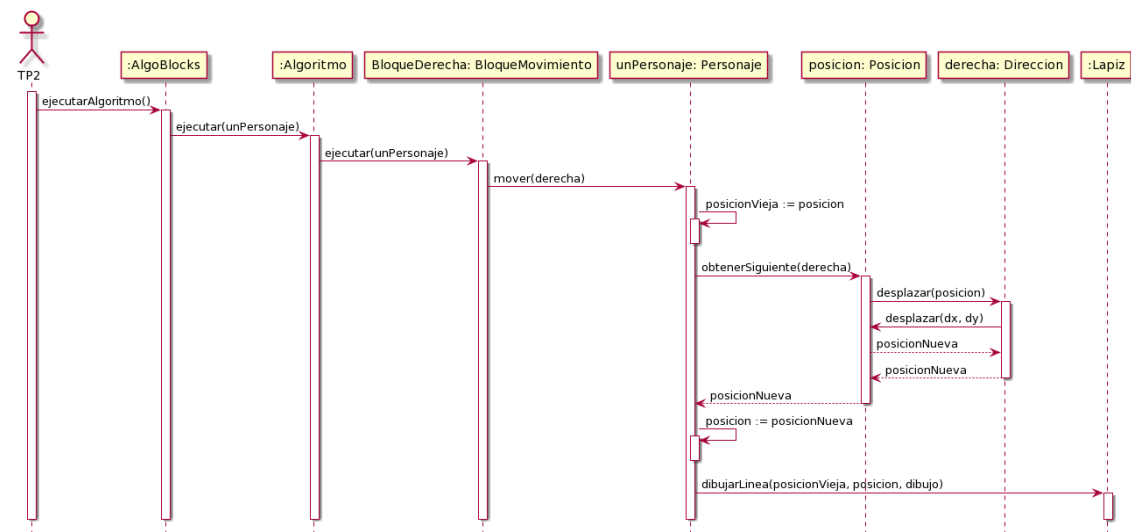 TP2
:AlgoBlocks
:Algoritmo
BloqueDerecha: BloqueMovimiento
unPersonaje: Personaje
posicion: Posicion
derecha: Direccion
:Lapiz
ejecutarAlgoritmo()
ejecutar(unPersonaje)
ejecutar(unPersonaje)
mover(derecha)
posicionVieja := posicion
obtenerSiguiente(derecha)
desplazar(posicion)
desplazar(dx, dy)
posicionNueva
posicionNueva
posicionNueva
posicion := posicionNueva
dibujarLinea(posicionVieja, posicion, dibujo)